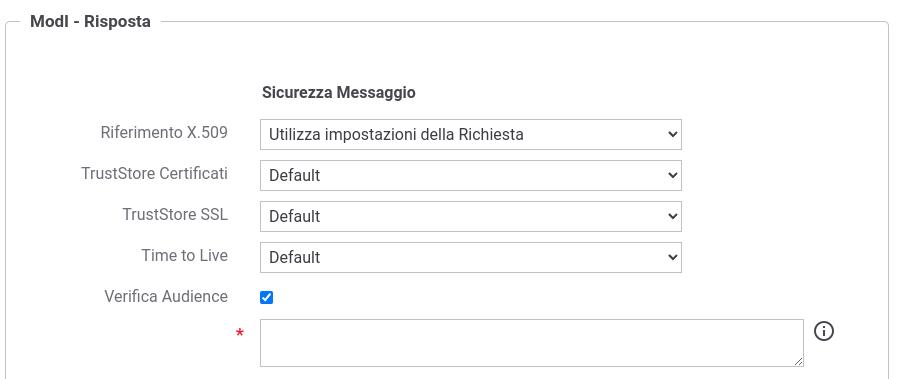 ModI - Risposta
Sicurezza Messaggio
Riferimento X.509 Utilizza impostazioni della Richiesta
TrustStore Certificati Default
TrustStore SSL Default
Time to Live Default
Verifica Audience
*